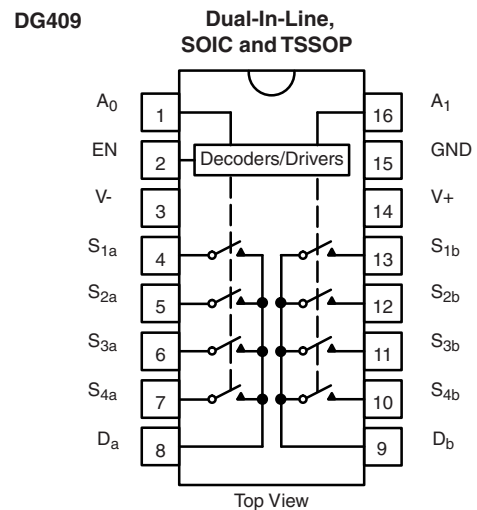 DG409
Dual-In-Line,
SOIC and TSSOP
A0 1 16 A1
EN 2 Decoders/Drivers 15 GND
V- 3 14 V+
S1a 4 13 S1b
S2a 5 12 S2b
S3a 6 11 S3b
S4a 7 10 S4b
Da 8 9 Db
Top View